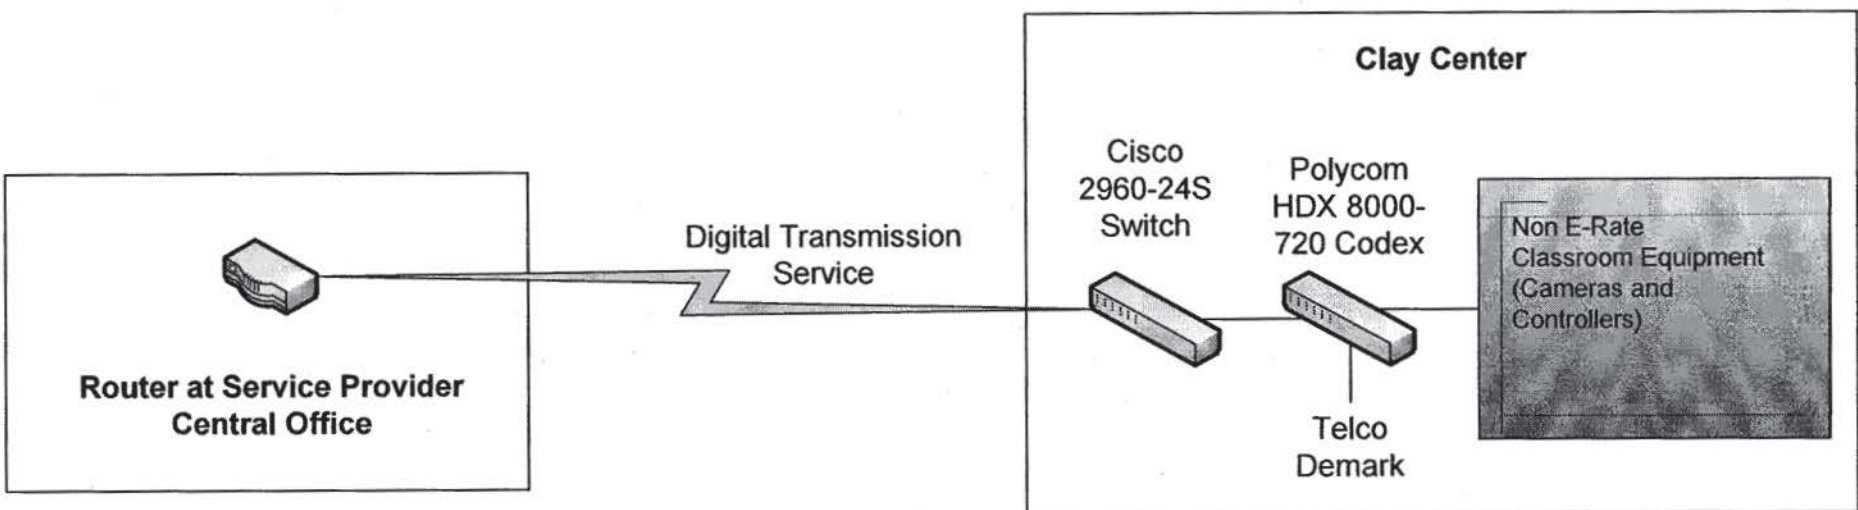 Clay Center
Cisco
2960-24S
Switch
Polycom
HDX 8000-
720 Codex
Non E-Rate
Classroom Equipment
(Cameras and
Controllers)
Digital Transmission
Service
Router at Service Provider
Central Office
Telco
Demark